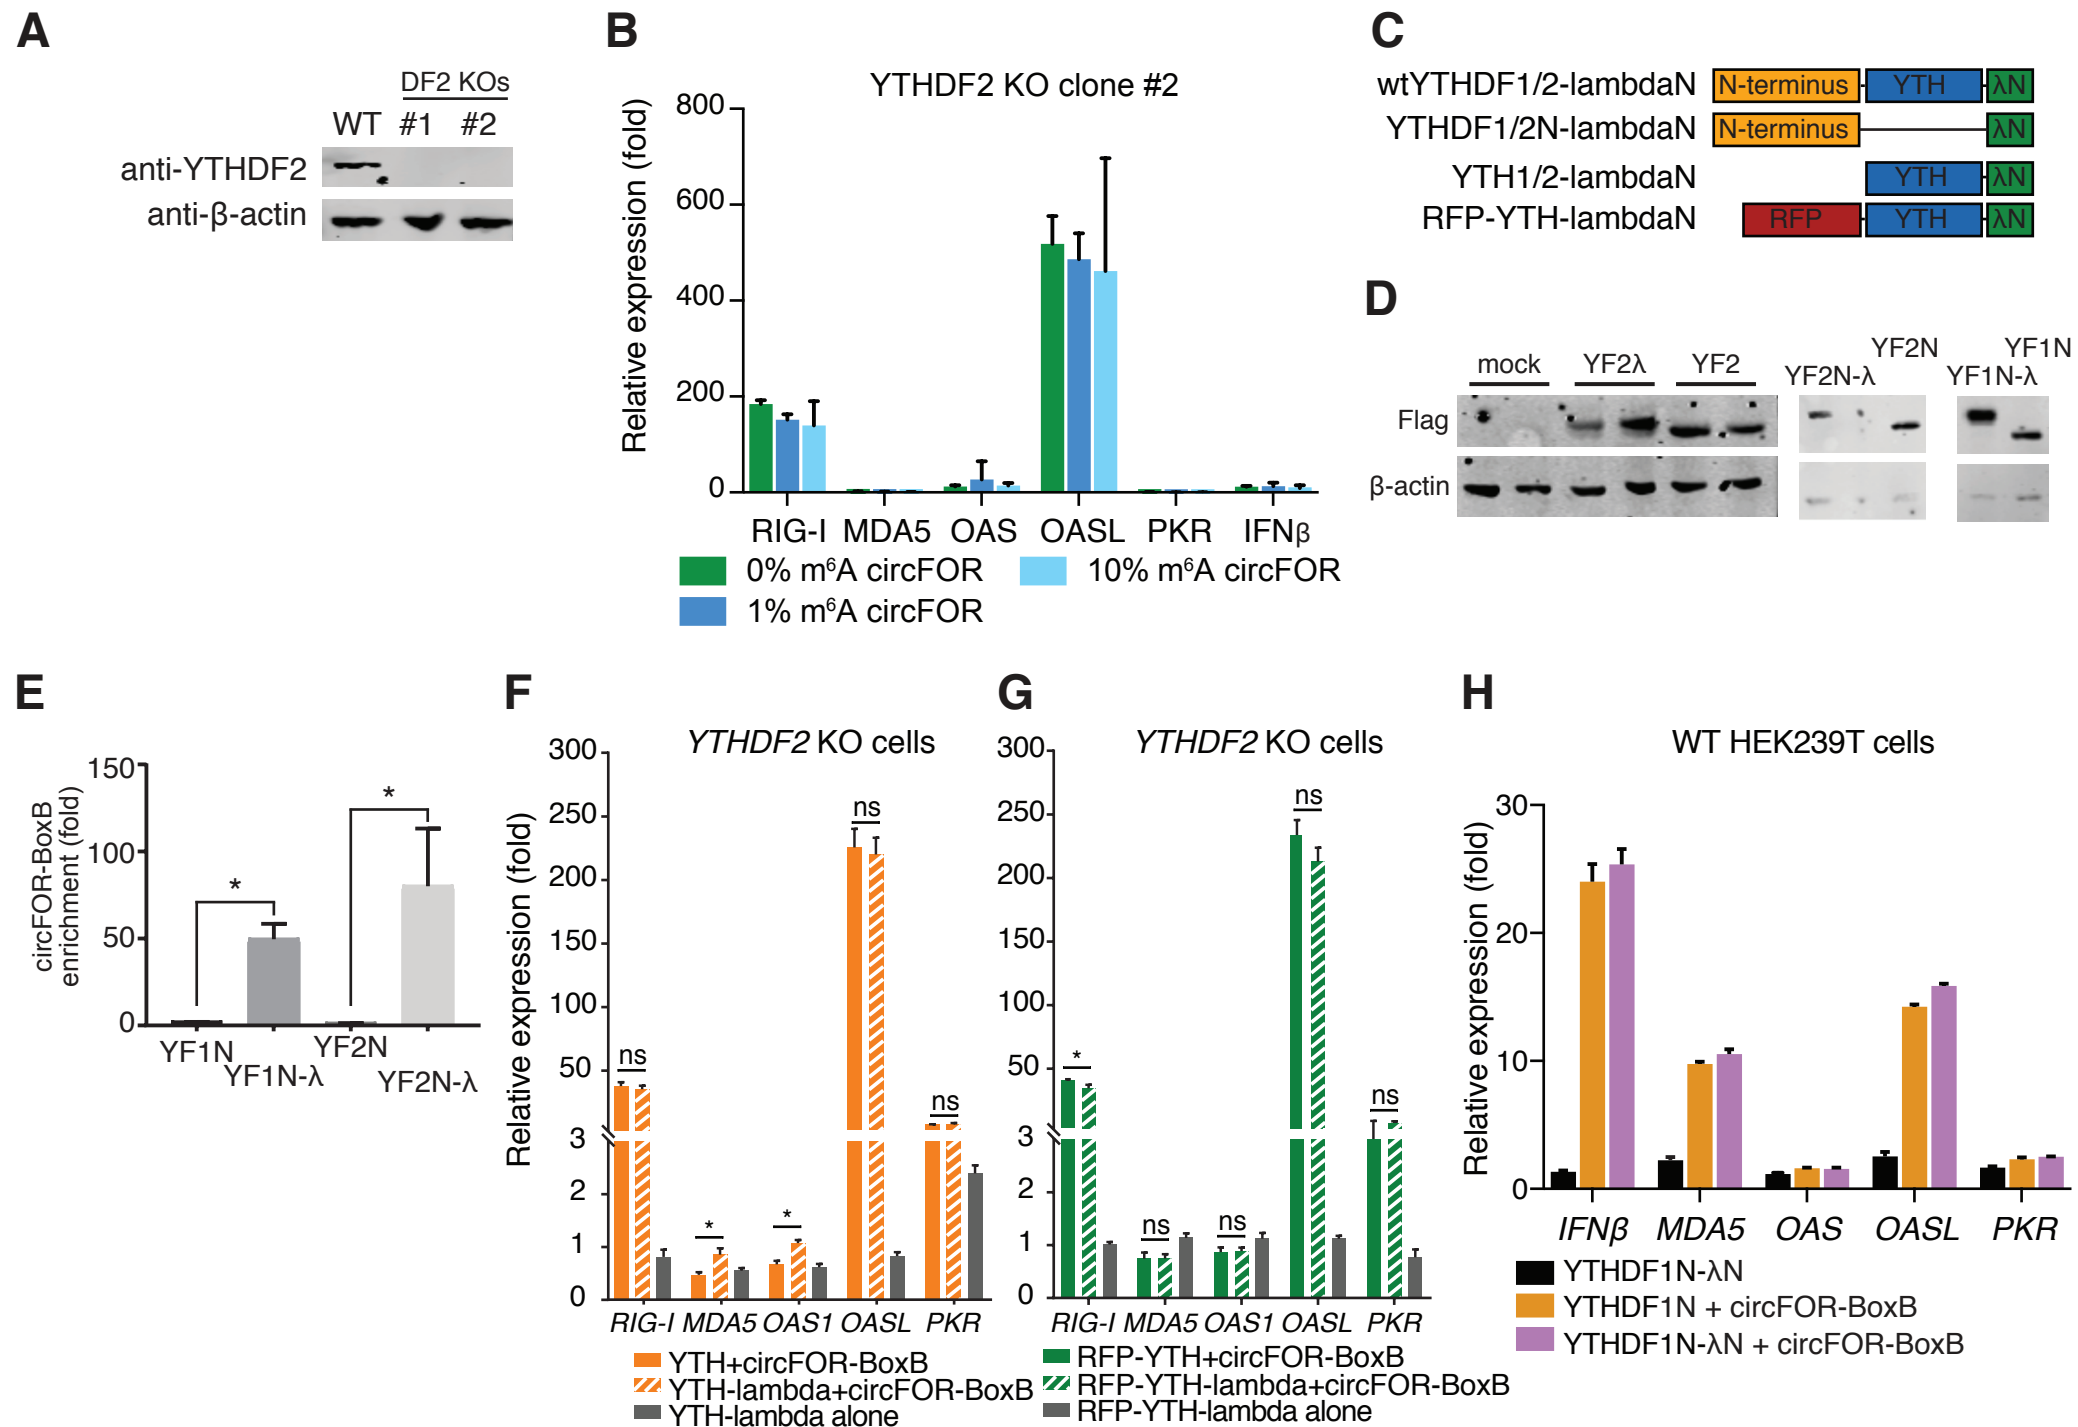 A
DF2 KOs
WT #1 #2
anti-YTHDF2
anti-β-actin
B
YTHDF2 KO clone #2
Relative expression (fold)
800
600
400
200
0
RIG-I MDA5 OAS OASL PKR IFNβ
0% m⁶A circFOR
10% m⁶A circFOR
1% m⁶A circFOR
C
wtYTHDF1/2-lambdaN N-terminus YTH λN
YTHDF1/2N-lambdaN N-terminus λN
YTH1/2-lambdaN YTH λN
RFP-YTH-lambdaN RFP YTH λN
D
mock YF2λ YF2 YF2N-λ YF2N YF1N-λ YF1N
Flag
β-actin
E
circFOR-BoxB
enrichment (fold)
150
100
50
0
* *
YF1N YF1N-λ YF2N YF2N-λ
F
YTHDF2 KO cells
Relative expression (fold)
300
250
200
150
100
50
3
2
1
0
ns * * ns ns
RIG-I MDA5 OAS1 OASL PKR
YTH+circFOR-BoxB
YTH-lambda+circFOR-BoxB
YTH-lambda alone
G
YTHDF2 KO cells
300
250
200
150
100
50
3
2
1
0
* ns ns ns ns
RIG-I MDA5 OAS1 OASL PKR
RFP-YTH+circFOR-BoxB
RFP-YTH-lambda+circFOR-BoxB
RFP-YTH-lambda alone
H
WT HEK239T cells
Relative expression (fold)
30
20
10
0
IFNβ MDA5 OAS OASL PKR
YTHDF1N-λN
YTHDF1N + circFOR-BoxB
YTHDF1N-λN + circFOR-BoxB